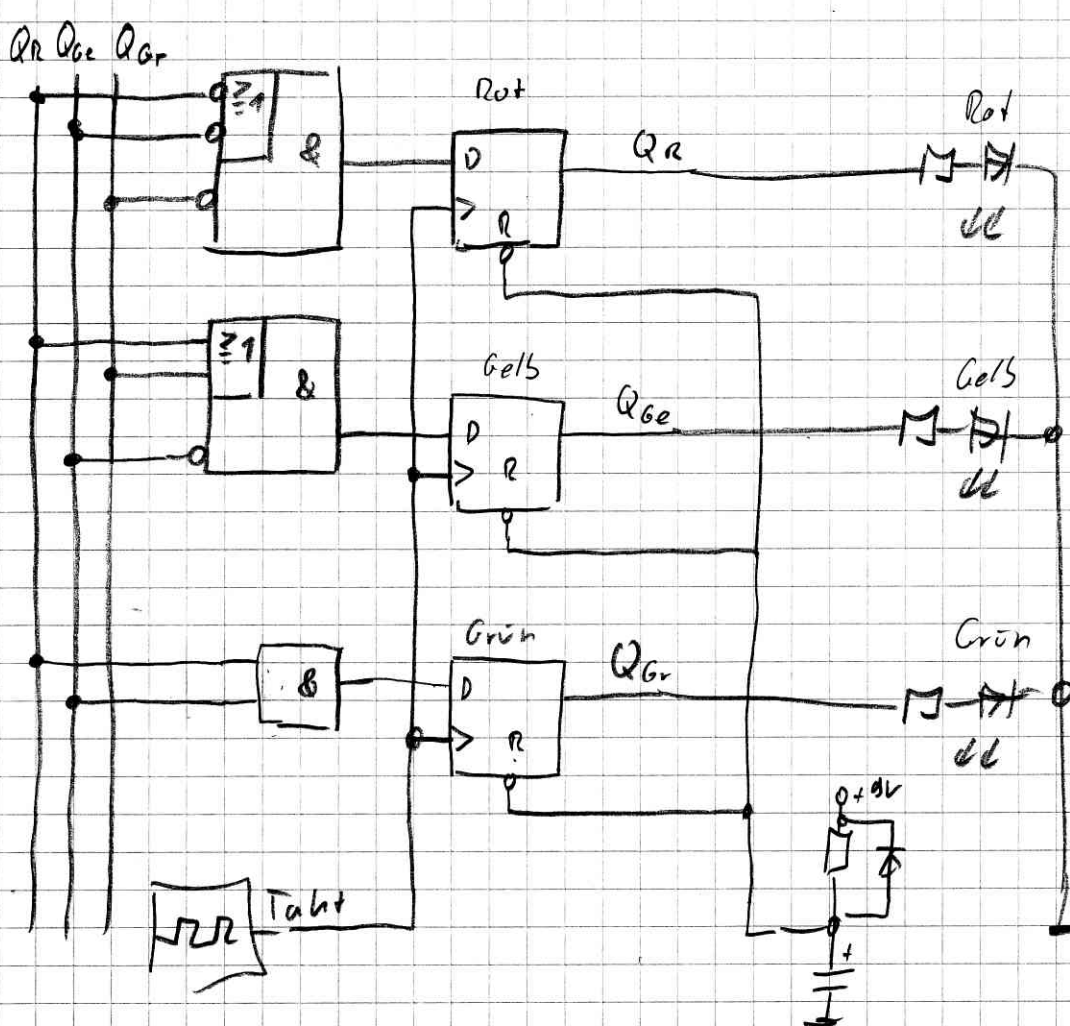 QR QGe QGr
≥1
&
Rot
D
R
QR
Rot
≥1
&
Gelb
D
R
QGe
Gelb
&
Grün
D
R
QGr
Grün
Takt
+9V
+